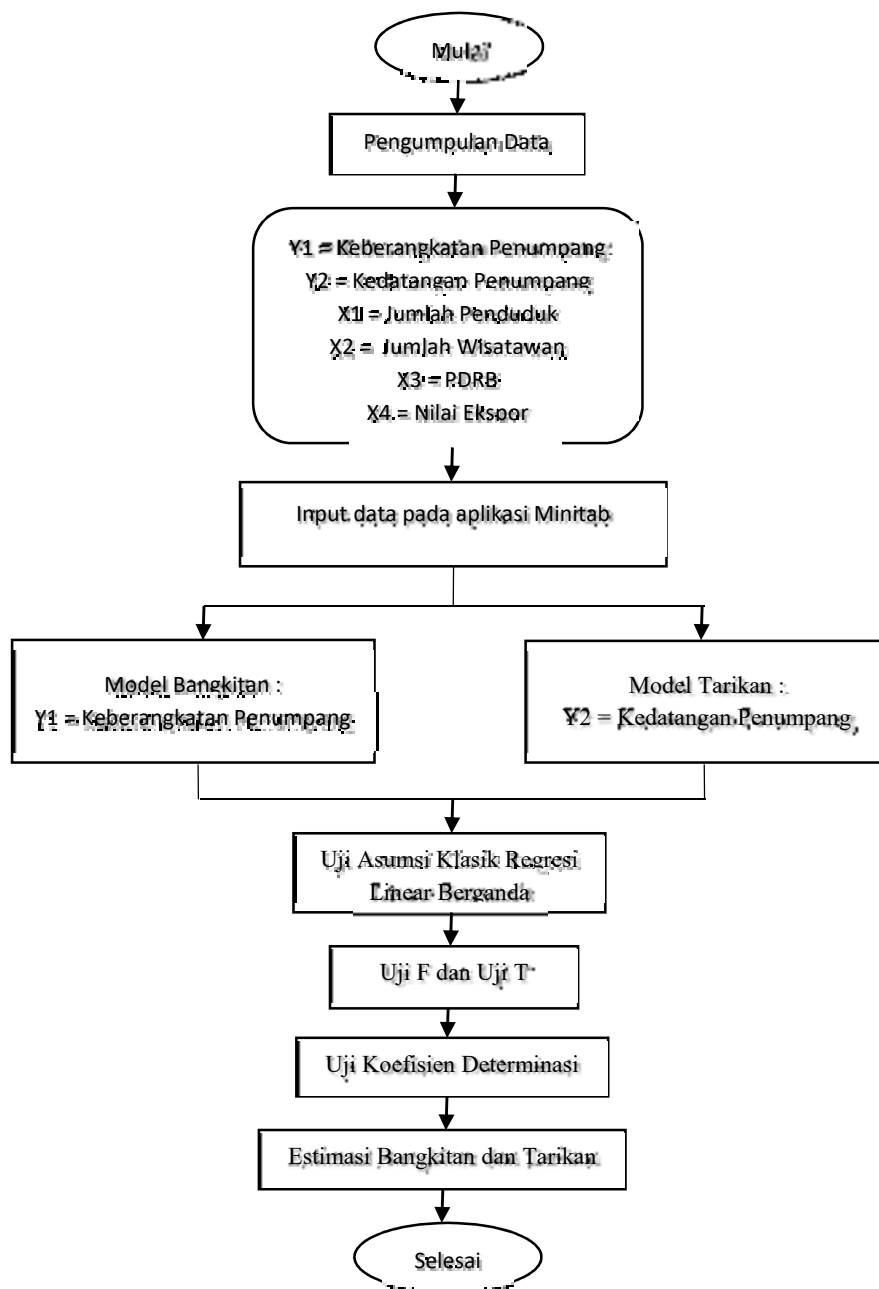 Mulai
Pengumpulan Data
Y1 = Keberangkatan Penumpang
Y2 = Kedatangan Penumpang
X1 = Jumlah Penduduk
X2 = Jumlah Wisatawan
X3 = PDRB
X4 = Nilai Ekspor
Input data pada aplikasi Minitab
Model Bangkitan :
Y1 = Keberangkatan Penumpang
Model Tarikan :
Y2 = Kedatangan Penumpang
Uji Asumsi Klasik Regresi
Linear Berganda
Uji F dan Uji T
Uji Koefisien Determinasi
Estimasi Bangkitan dan Tarikan
Selesai